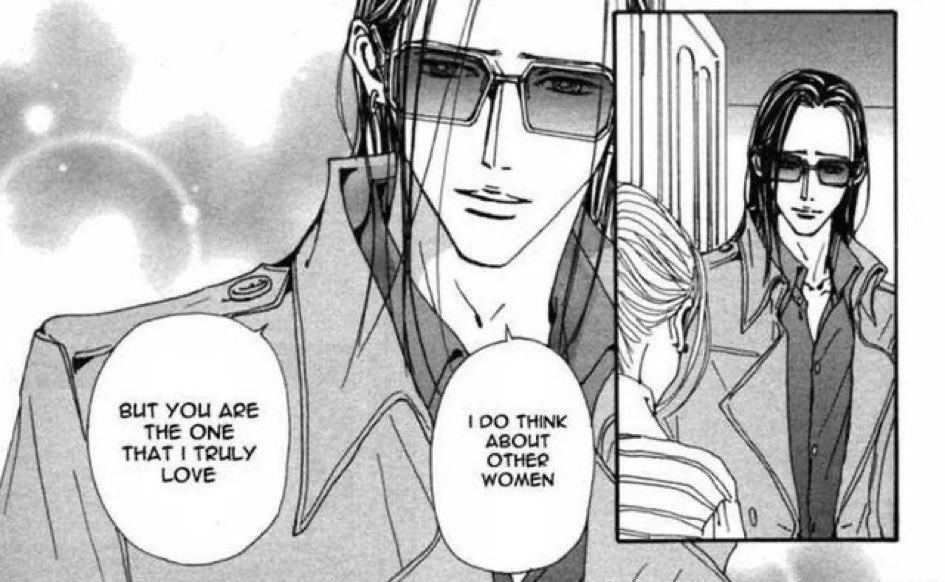 I DO THINK
ABOUT
OTHER
WOMEN
BUT YOU ARE
THE ONE
THAT I TRULY
LOVE